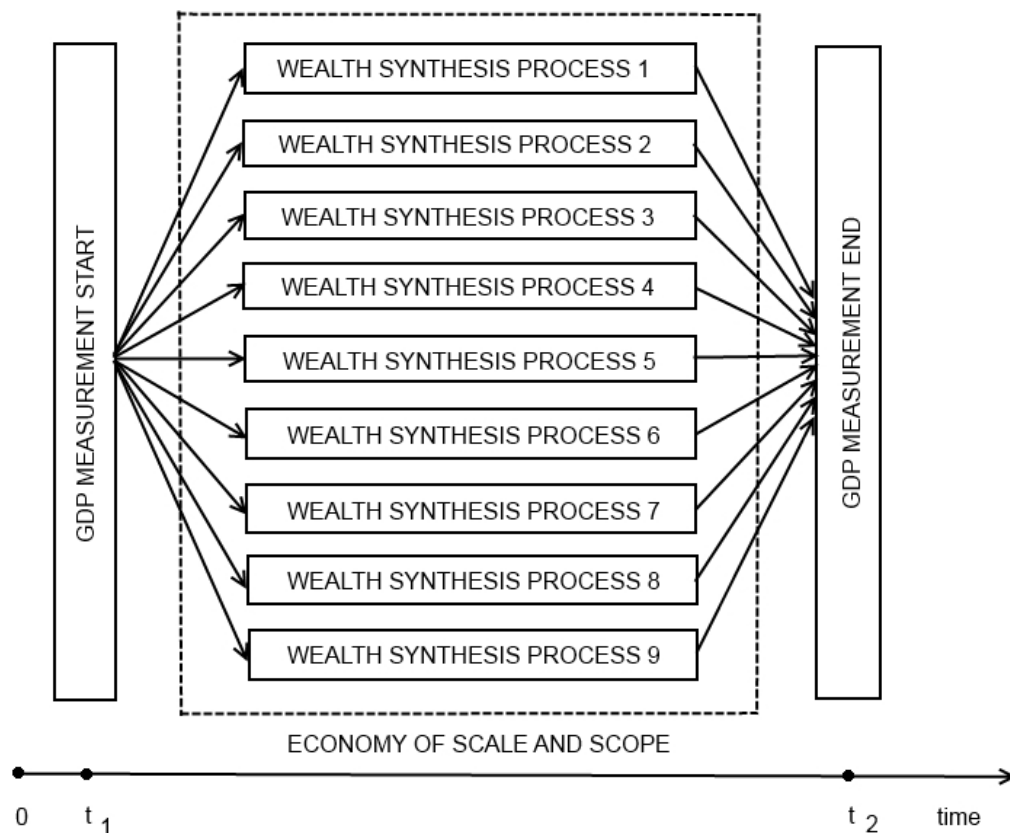 GDP MEASUREMENT START
WEALTH SYNTHESIS PROCESS 1
WEALTH SYNTHESIS PROCESS 2
WEALTH SYNTHESIS PROCESS 3
WEALTH SYNTHESIS PROCESS 4
WEALTH SYNTHESIS PROCESS 5
WEALTH SYNTHESIS PROCESS 6
WEALTH SYNTHESIS PROCESS 7
WEALTH SYNTHESIS PROCESS 8
WEALTH SYNTHESIS PROCESS 9
GDP MEASUREMENT END
ECONOMY OF SCALE AND SCOPE
0 t 1 t 2 time